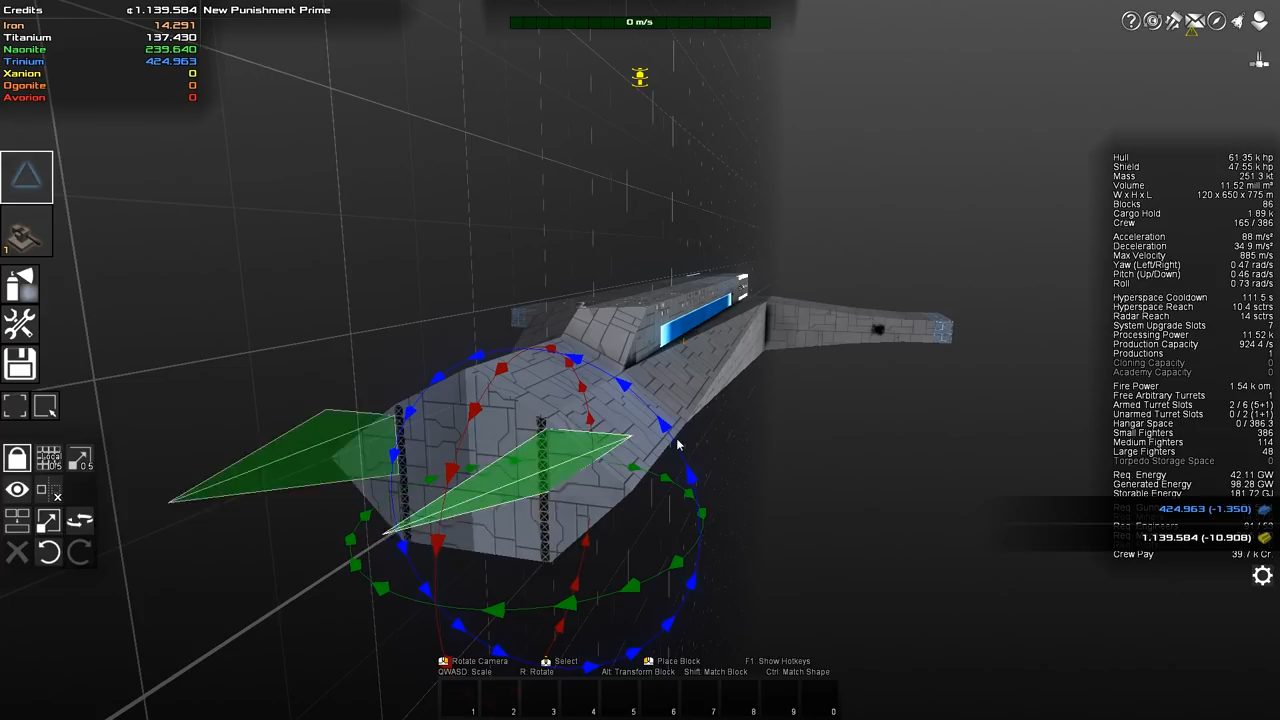 Credits ¢1.139.584 New Punishment Prime
Iron 14.291
Titanium 137.430
Naonite 239.640
Trinium 424.963
Xanion 0
Ogonite 0
Avorion 0
0 m/s
1
Local
0.5
0.5
x
Hull 61.35 k hp
Shield 47.55 k hp
Mass 251.3 kt
Volume 11.52 mill m³
W x H x L 120 x 650 x 775 m
Blocks 86
Cargo Hold 1.89 k
Crew 165 / 386
Acceleration 88 m/s²
Deceleration 34.9 m/s²
Max Velocity 885 m/s
Yaw (Left/Right) 0.47 rad/s
Pitch (Up/Down) 0.46 rad/s
Roll 0.73 rad/s
Hyperspace Cooldown 111.5 s
Hyperspace Reach 10.4 sctrs
Radar Reach 14 sctrs
System Upgrade Slots 7
Processing Power 11.52 k
Production Capacity 924.4 /s
Productions 1
Cloning Capacity 0
Academy Capacity 0
Fire Power 1.54 k om.
Free Arbitrary Turrets 1
Armed Turret Slots 2 / 6 (5+1)
Unarmed Turret Slots 0 / 2 (1+1)
Hangar Space 0 / 386.3
Small Fighters 386
Medium Fighters 114
Large Fighters 48
Torpedo Storage Space 0
Req. Energy 42.11 GW
Generated Energy 98.28 GW
Storable Energy 181.72 GJ
424.963 (-1.350)
1.139.584 (-10.908)
Crew Pay 39.7 k Cr.
Rotate Camera Select Place Block F1: Show Hotkeys
QWASD: Scale R: Rotate Alt: Transform Block Shift: Match Block Ctrl: Match Shape
1 2 3 4 5 6 7 8 9 0